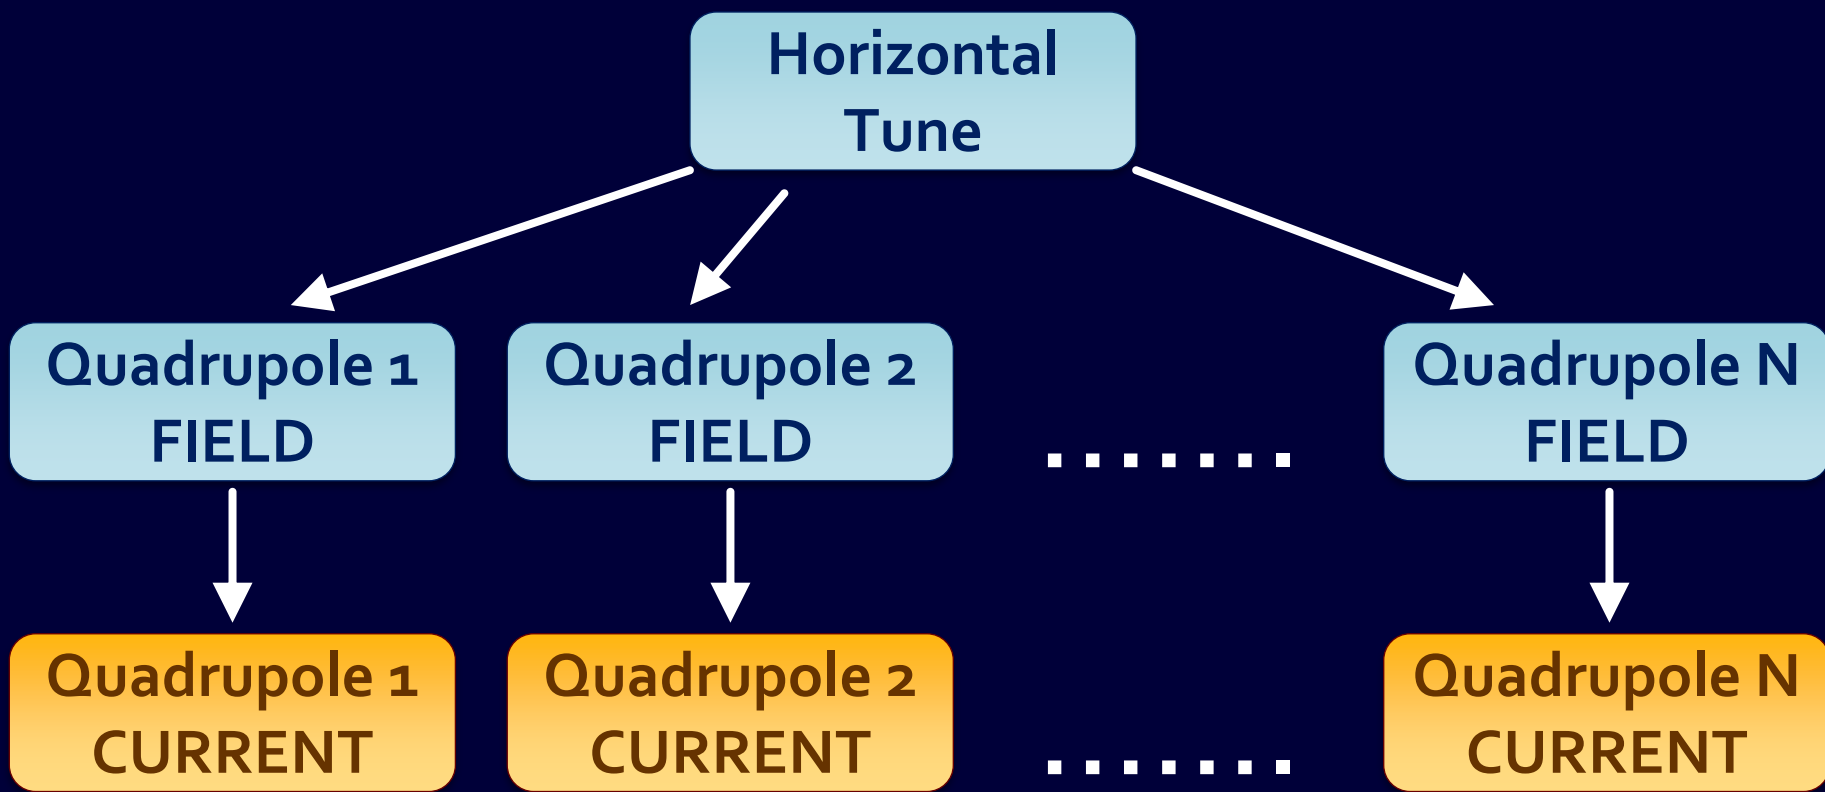 Horizontal
Tune
Quadrupole 1
FIELD
Quadrupole 2
FIELD
.......
Quadrupole N
FIELD
Quadrupole 1
CURRENT
Quadrupole 2
CURRENT
.......
Quadrupole N
CURRENT